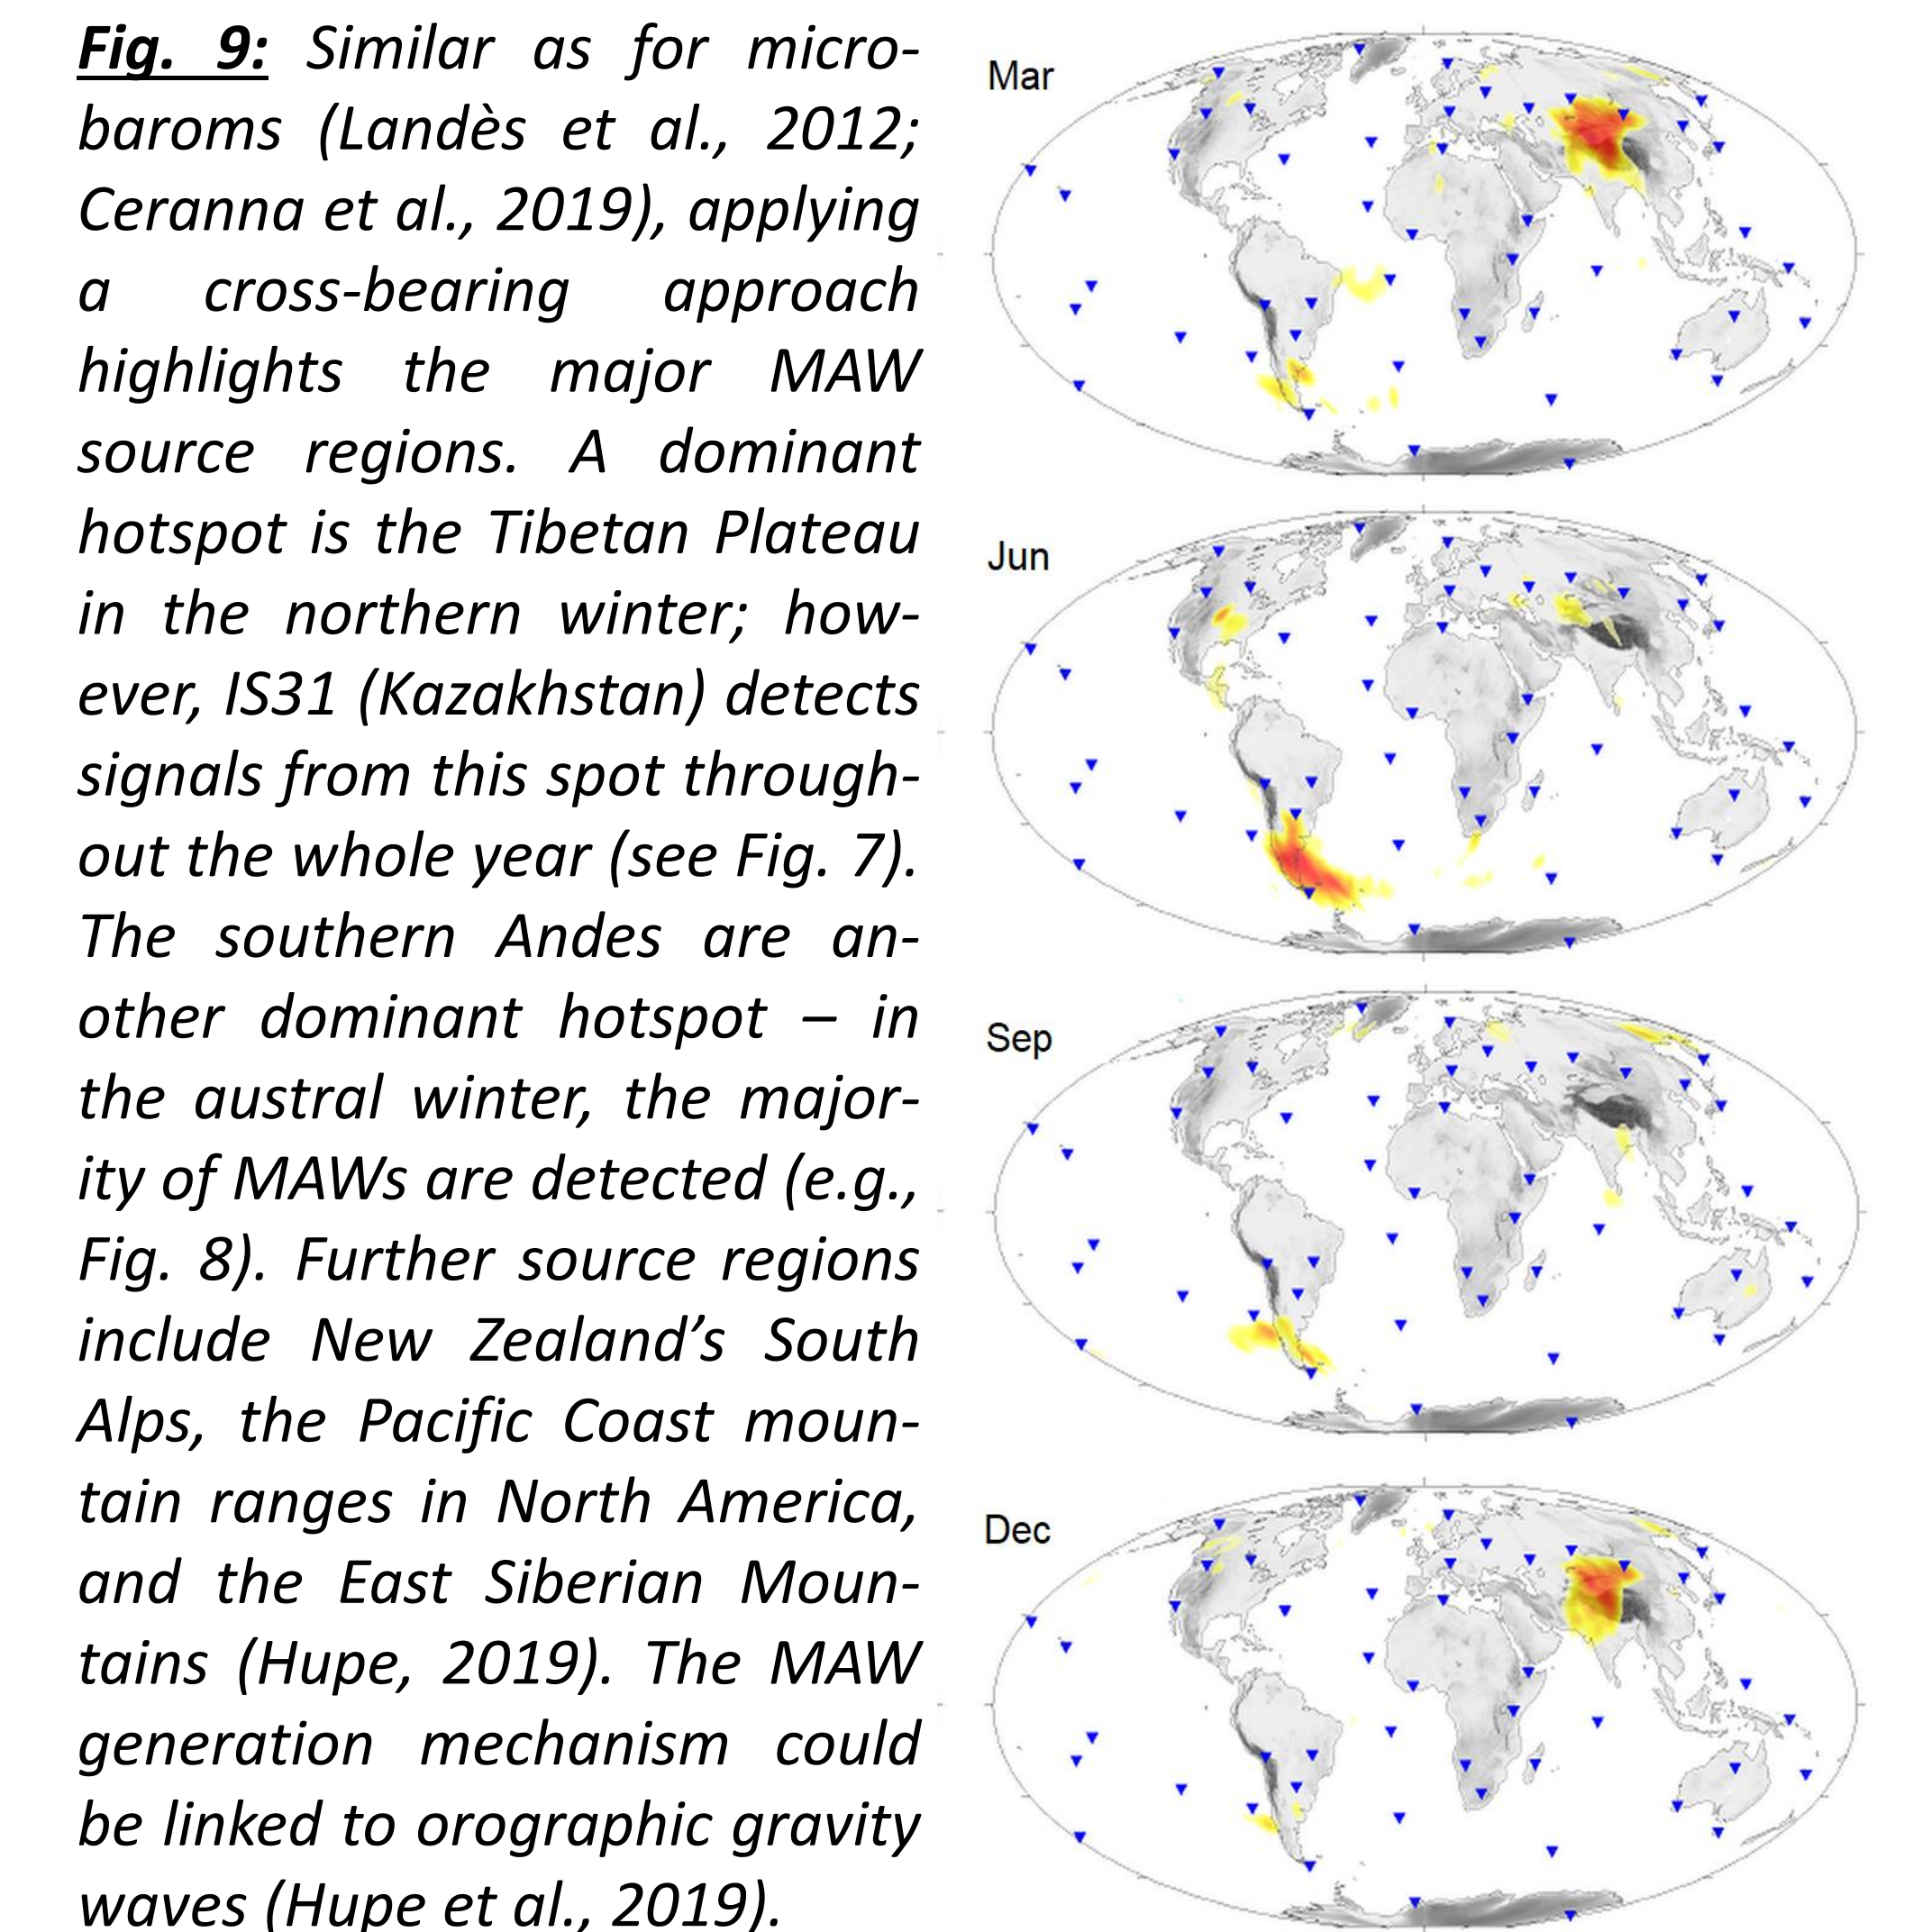 Fig. 9: Similar as for micro-
baroms (Landès et al., 2012;
Ceranna et al., 2019), applying
a cross-bearing approach
highlights the major MAW
source regions. A dominant
hotspot is the Tibetan Plateau
in the northern winter; how-
ever, IS31 (Kazakhstan) detects
signals from this spot through-
out the whole year (see Fig. 7).
The southern Andes are an-
other dominant hotspot – in
the austral winter, the major-
ity of MAWs are detected (e.g.,
Fig. 8). Further source regions
include New Zealand’s South
Alps, the Pacific Coast moun-
tain ranges in North America,
and the East Siberian Moun-
tains (Hupe, 2019). The MAW
generation mechanism could
be linked to orographic gravity
waves (Hupe et al., 2019).
Mar
Jun
Sep
Dec